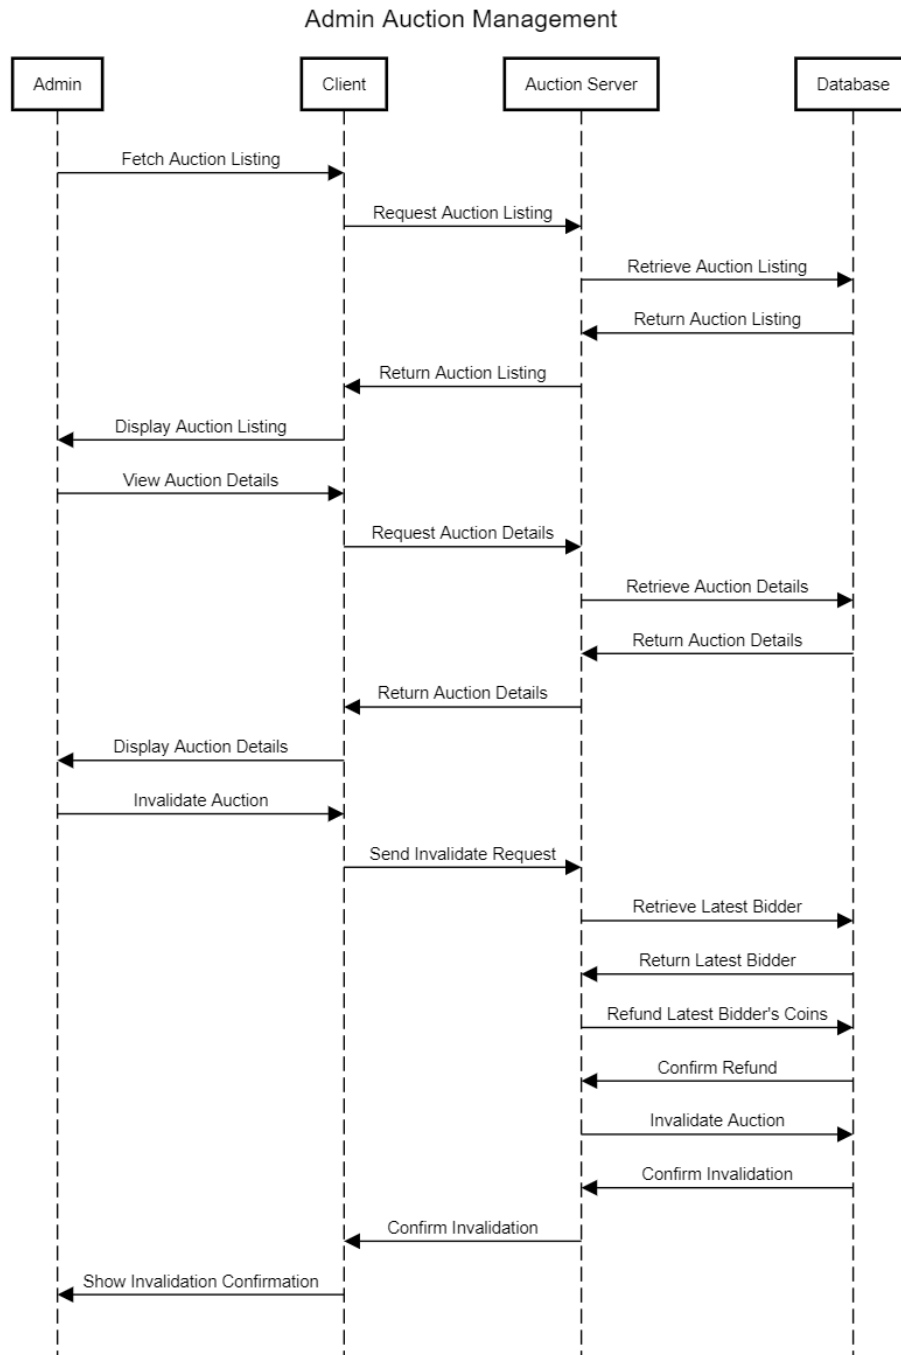 Admin Auction Management
Admin
Client
Auction Server
Database
Fetch Auction Listing
Request Auction Listing
Retrieve Auction Listing
Return Auction Listing
Return Auction Listing
Display Auction Listing
View Auction Details
Request Auction Details
Retrieve Auction Details
Return Auction Details
Return Auction Details
Display Auction Details
Invalidate Auction
Send Invalidate Request
Retrieve Latest Bidder
Return Latest Bidder
Refund Latest Bidder's Coins
Confirm Refund
Invalidate Auction
Confirm Invalidation
Confirm Invalidation
Show Invalidation Confirmation